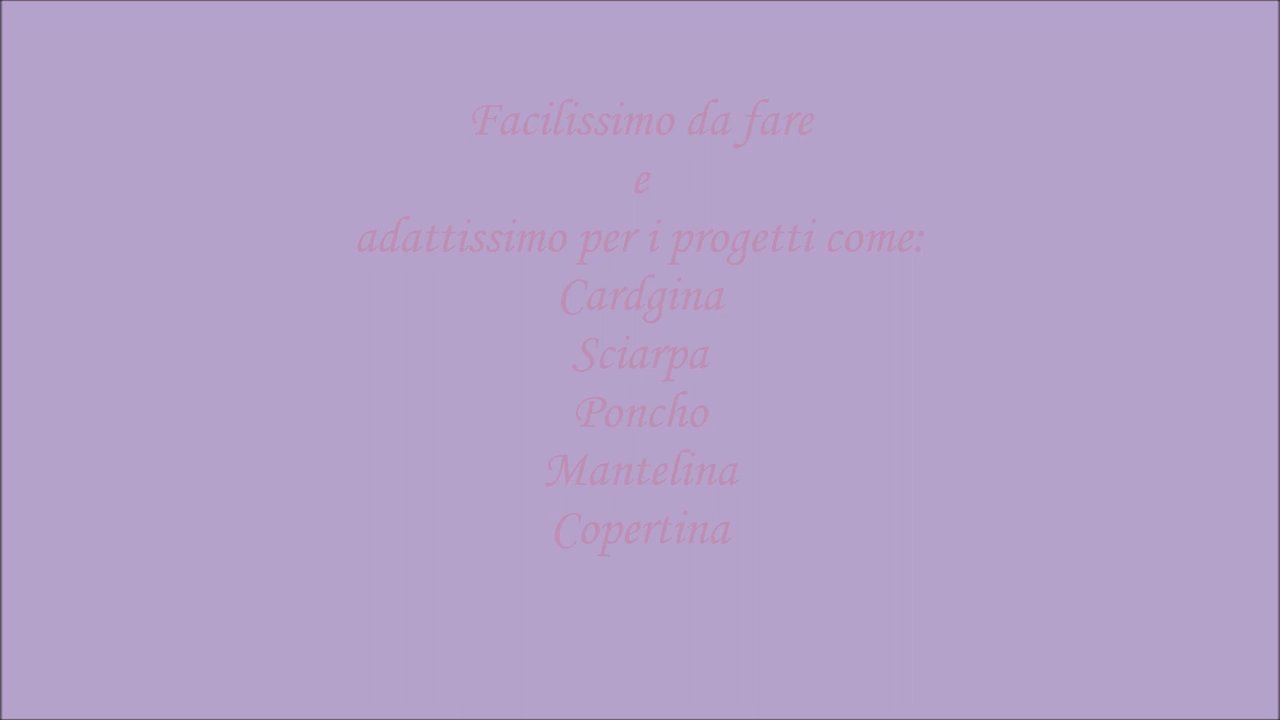 Facilissimo da fare
e
adattissimo per i progetti come:
Cardgina
Sciarpa
Poncho
Mantelina
Copertina